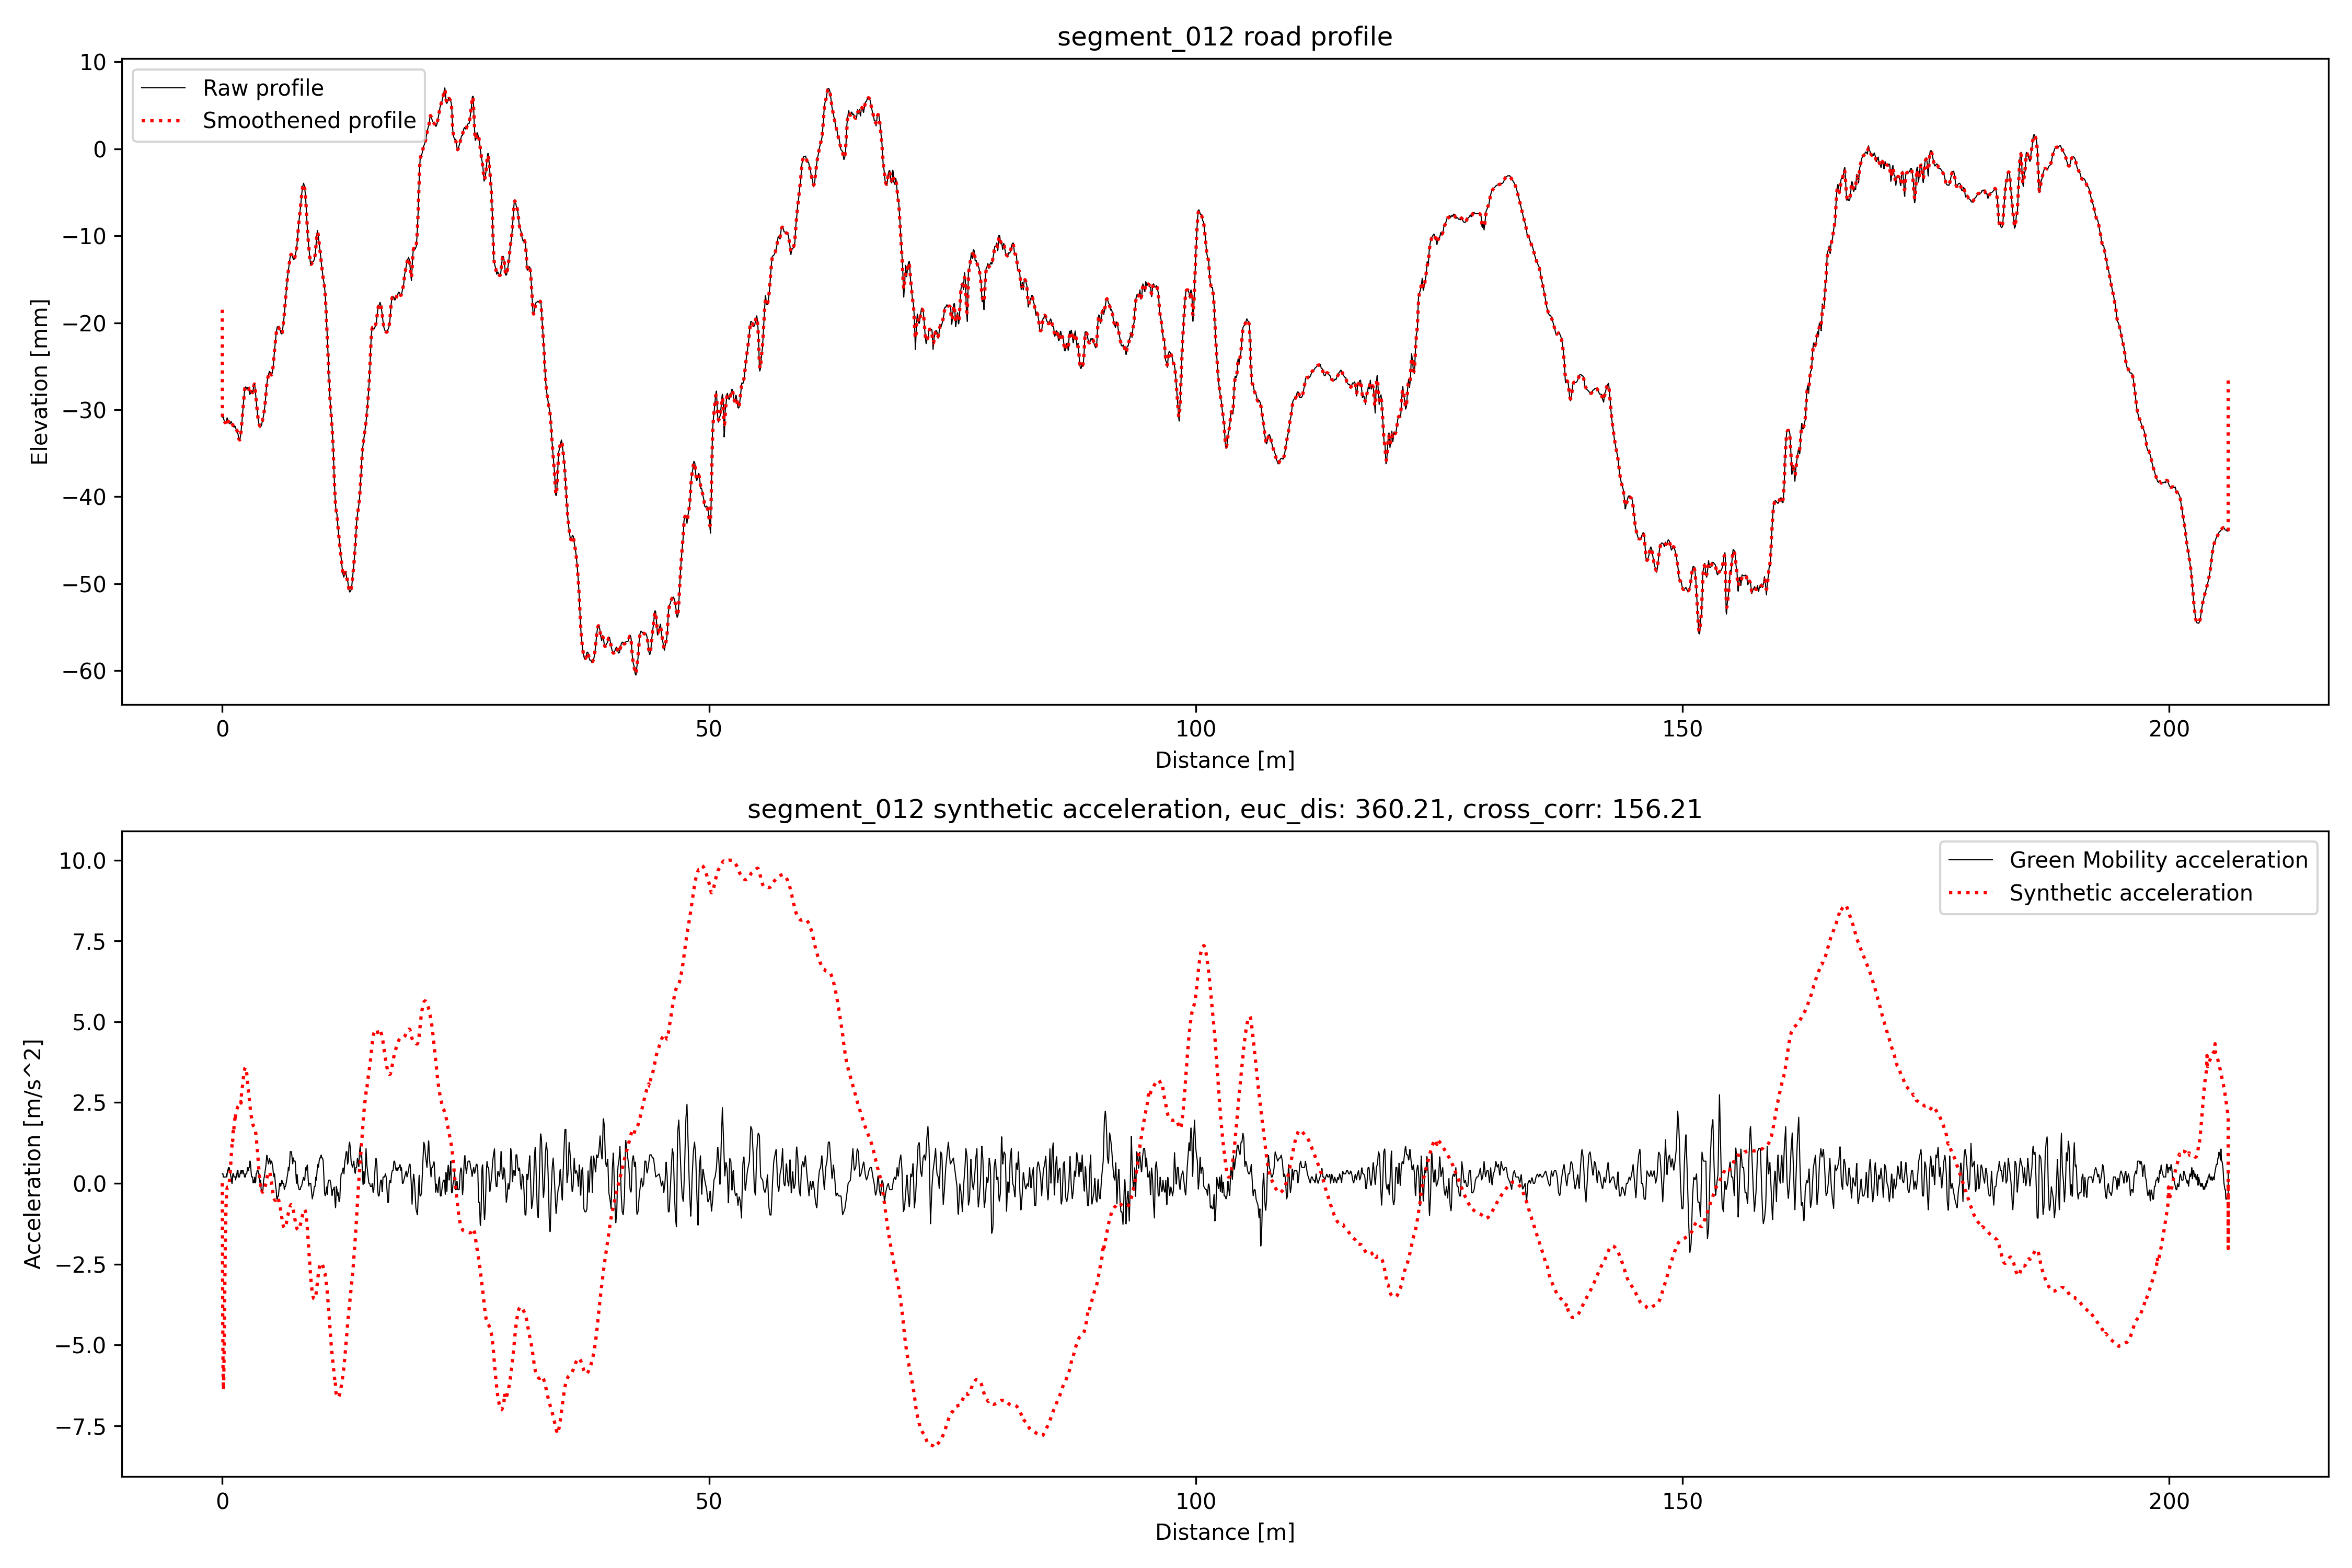 segment_012 road profile
Raw profile
Smoothened profile
10
0
−10
−20
−30
−40
−50
−60
Elevation [mm]
0 50 100 150 200
Distance [m]
segment_012 synthetic acceleration, euc_dis: 360.21, cross_corr: 156.21
Green Mobility acceleration
Synthetic acceleration
10.0
7.5
5.0
2.5
0.0
−2.5
−5.0
−7.5
Acceleration [m/s^2]
0 50 100 150 200
Distance [m]